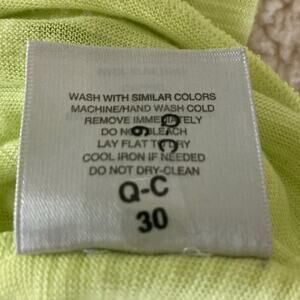 WASH WITH SIMILAR COLORS
MACHINE/HAND WASH COLD
REMOVE IMMEDIATELY
DO NOT BLEACH
LAY FLAT TO DRY
COOL IRON IF NEEDED
DO NOT DRY-CLEAN
Q-C
30